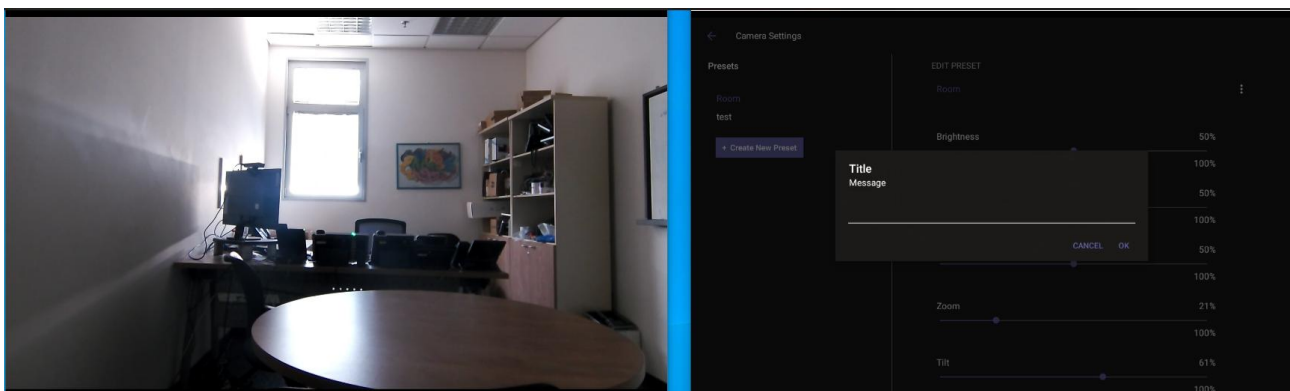 Camera Settings
Presets
Room
test
+ Create New Preset
EDIT PRESET
Room
Brightness
50%
100%
50%
100%
50%
100%
Zoom
21%
100%
Tilt
61%
100%
Title
Message
CANCEL OK